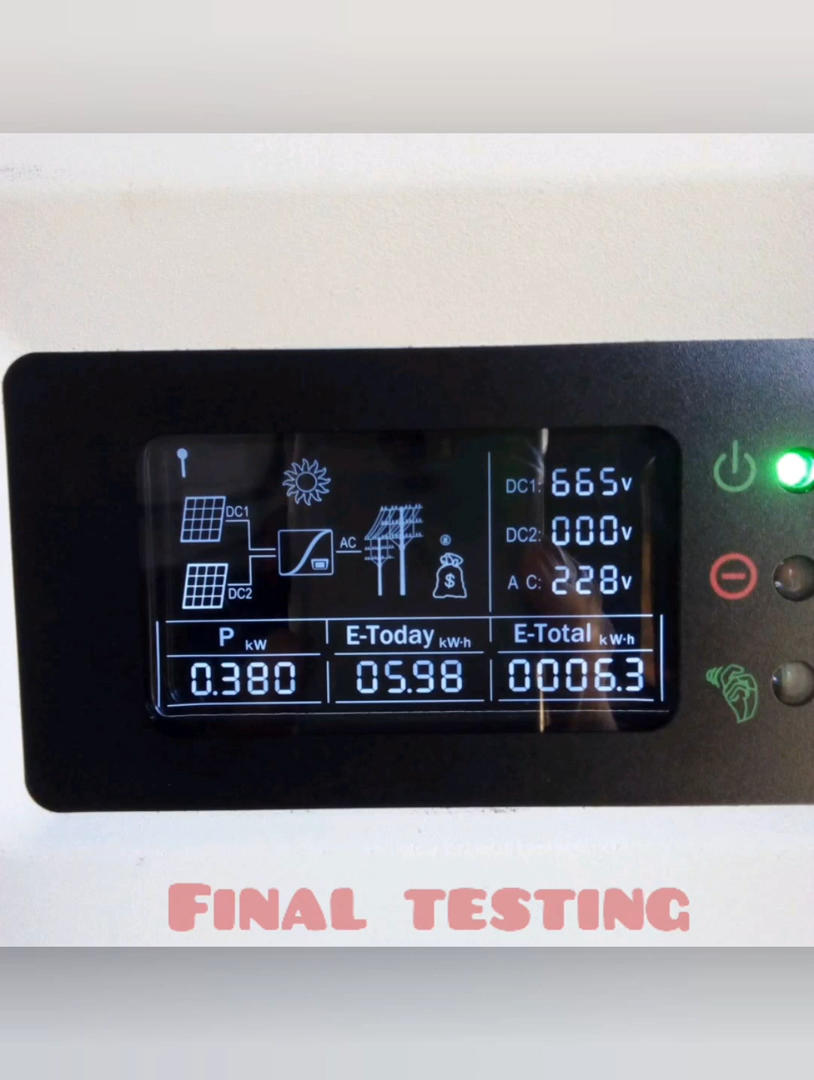 DC1: 665V
DC1
AC
DC2: 000V
$
A C: 228V
DC2
P kW
E-Today kW·h
E-Total kW·h
0.380
05.98
0006.3
FINAL TESTING